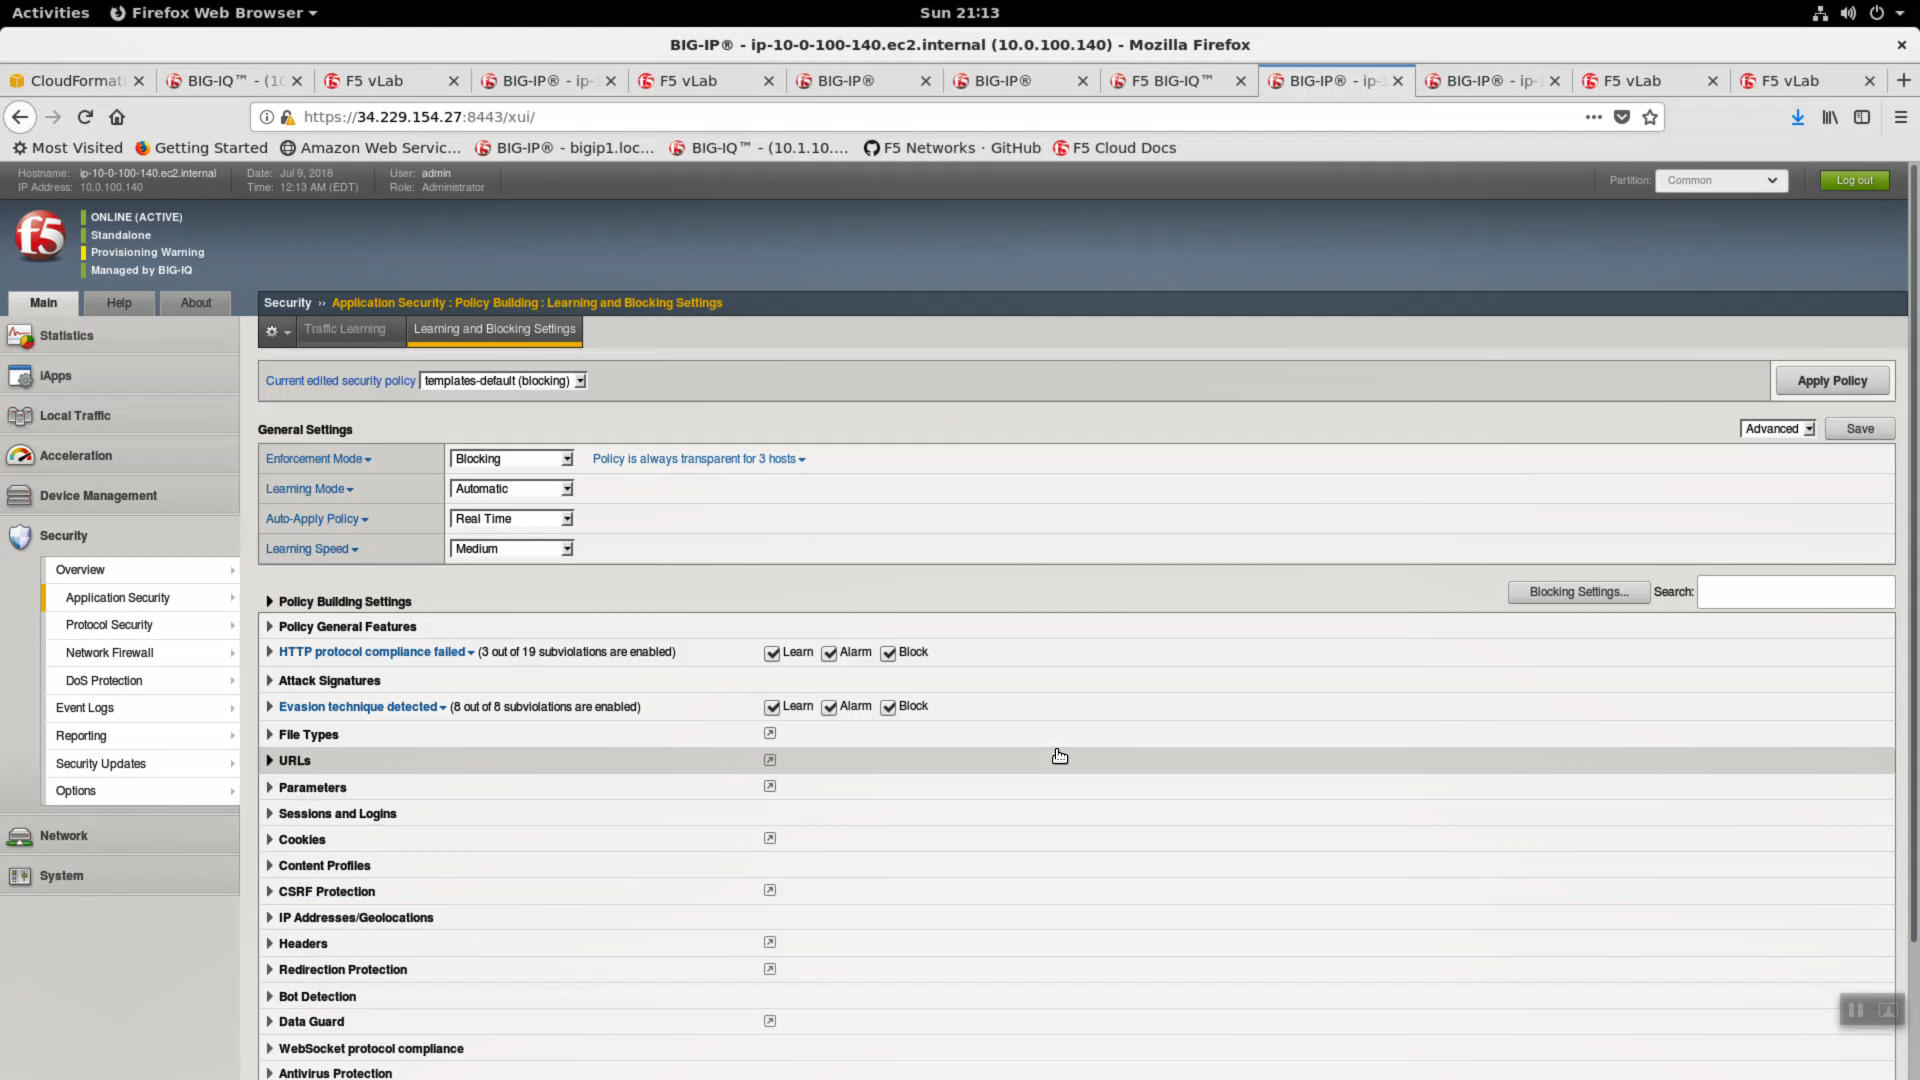 Activities Firefox Web Browser Sun 21:13
BIG-IP® - ip-10-0-100-140.ec2.internal (10.0.100.140) - Mozilla Firefox
CloudFormat BIG-IQ™ - (10 F5 vLab BIG-IP® - ip- F5 vLab BIG-IP® BIG-IP® F5 BIG-IQ™ BIG-IP® - ip- BIG-IP® - ip- F5 vLab F5 vLab
https://34.229.154.27:8443/xui/
Most Visited Getting Started Amazon Web Servic... BIG-IP® - bigip1.loc... BIG-IQ™ - (10.1.10.... F5 Networks · GitHub F5 Cloud Docs
Hostname: ip-10-0-100-140.ec2.internal Date: Jul 9, 2018 User: admin
IP Address: 10.0.100.140 Time: 12:13 AM (EDT) Role: Administrator
Partition: Common Log out
f5
ONLINE (ACTIVE)
Standalone
Provisioning Warning
Managed by BIG-IQ
Main Help About
Security ›› Application Security : Policy Building : Learning and Blocking Settings
Traffic Learning Learning and Blocking Settings
Statistics
iApps
Local Traffic
Acceleration
Device Management
Security
Overview
Application Security
Protocol Security
Network Firewall
DoS Protection
Event Logs
Reporting
Security Updates
Options
Network
System
Current edited security policy templates-default (blocking) Apply Policy
General Settings Advanced Save
Enforcement Mode Blocking Policy is always transparent for 3 hosts
Learning Mode Automatic
Auto-Apply Policy Real Time
Learning Speed Medium
Policy Building Settings Blocking Settings... Search:
Policy General Features
HTTP protocol compliance failed (3 out of 19 subviolations are enabled) Learn Alarm Block
Attack Signatures
Evasion technique detected (8 out of 8 subviolations are enabled) Learn Alarm Block
File Types
URLs
Parameters
Sessions and Logins
Cookies
Content Profiles
CSRF Protection
IP Addresses/Geolocations
Headers
Redirection Protection
Bot Detection
Data Guard
WebSocket protocol compliance
Antivirus Protection